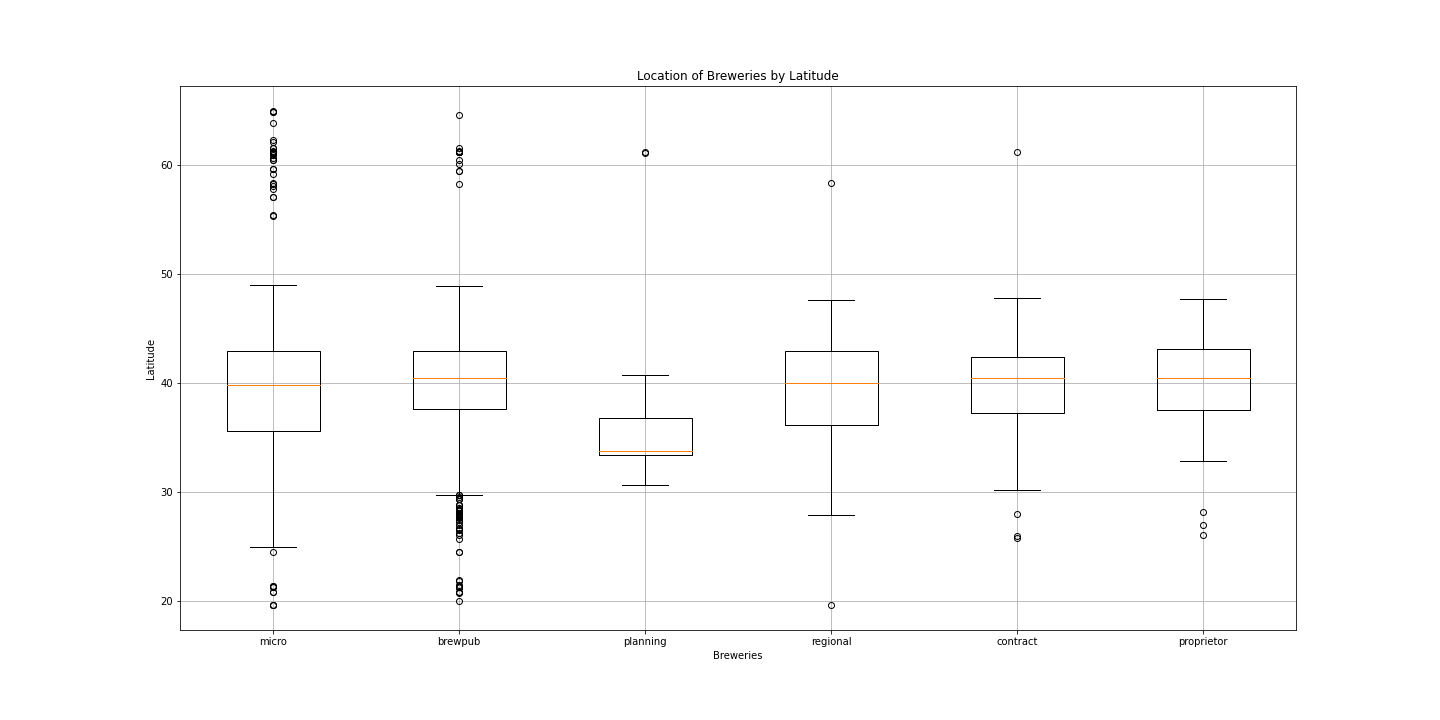 Location of Breweries by Latitude
60
50
40
30
20
Latitude
micro
brewpub
planning
regional
contract
proprietor
Breweries